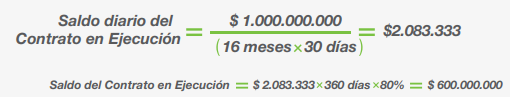 Saldo diario del
Contrato en Ejecución = $ 1.000.000.000 / (16 meses×30 días) = $2.083.333
Saldo del Contrato en Ejecución = $ 2.083.333×360 días×80% = $ 600.000.000